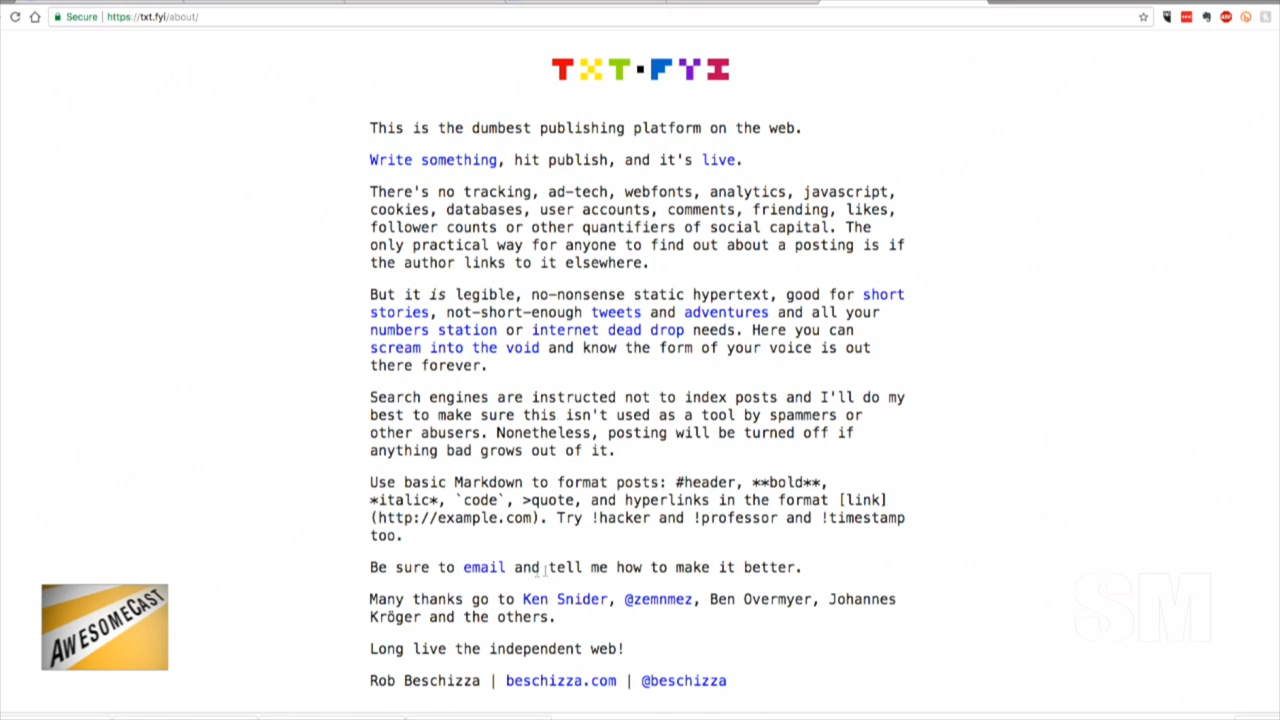 Secure | https://txt.fyi/about/
TXT·FYI
This is the dumbest publishing platform on the web.
Write something, hit publish, and it's live.
There's no tracking, ad-tech, webfonts, analytics, javascript,
cookies, databases, user accounts, comments, friending, likes,
follower counts or other quantifiers of social capital. The
only practical way for anyone to find out about a posting is if
the author links to it elsewhere.
But it is legible, no-nonsense static hypertext, good for short
stories, not-short-enough tweets and adventures and all your
numbers station or internet dead drop needs. Here you can
scream into the void and know the form of your voice is out
there forever.
Search engines are instructed not to index posts and I'll do my
best to make sure this isn't used as a tool by spammers or
other abusers. Nonetheless, posting will be turned off if
anything bad grows out of it.
Use basic Markdown to format posts: #header, **bold**,
*italic*, `code`, >quote, and hyperlinks in the format [link]
(http://example.com). Try !hacker and !professor and !timestamp
too.
Be sure to email and tell me how to make it better.
Many thanks go to Ken Snider, @zemnmez, Ben Overmyer, Johannes
Kröger and the others.
Long live the independent web!
Rob Beschizza | beschizza.com | @beschizza
AWESOMECAST
SM